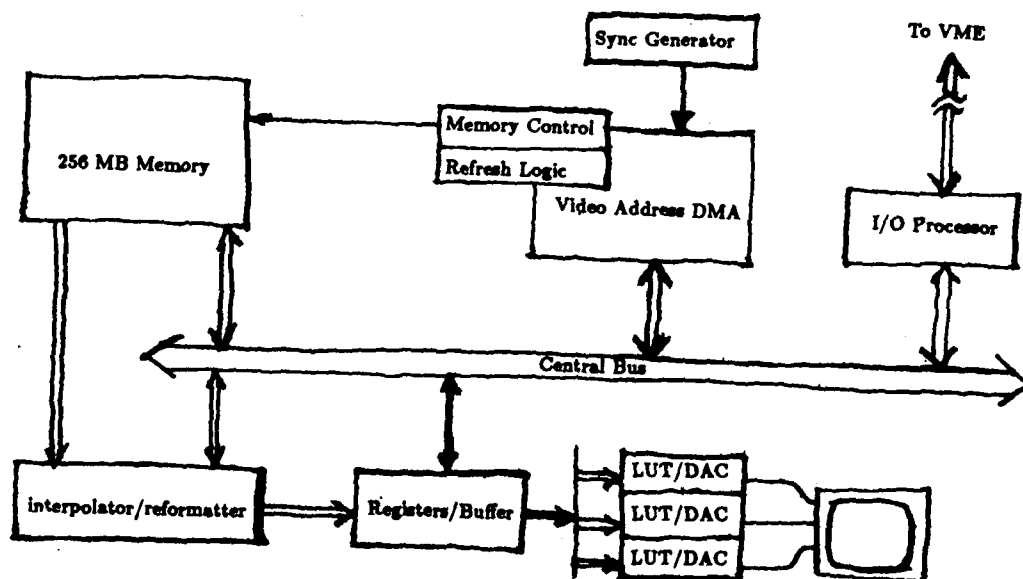 Sync Generator
To VME
Memory Control
256 MB Memory
Refresh Logic
Video Address DMA
I/O Processor
Central Bus
interpolator/reformatter
Registers/Buffer
LUT/DAC
LUT/DAC
LUT/DAC